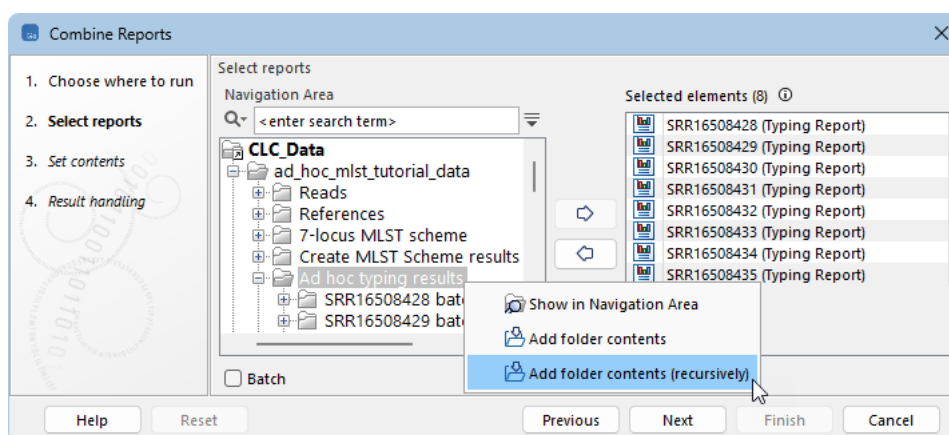 Combine Reports
1. Choose where to run
2. Select reports
3. Set contents
4. Result handling
Select reports
Navigation Area
<enter search term>
CLC_Data
ad_hoc_mlst_tutorial_data
Reads
References
7-locus MLST scheme
Create MLST Scheme results
Ad hoc typing results
SRR16508428 bat
SRR16508429 bat
Selected elements (8)
SRR16508428 (Typing Report)
SRR16508429 (Typing Report)
SRR16508430 (Typing Report)
SRR16508431 (Typing Report)
SRR16508432 (Typing Report)
SRR16508433 (Typing Report)
SRR16508434 (Typing Report)
SRR16508435 (Typing Report)
Show in Navigation Area
Add folder contents
Add folder contents (recursively)
Batch
Help
Reset
Previous
Next
Finish
Cancel